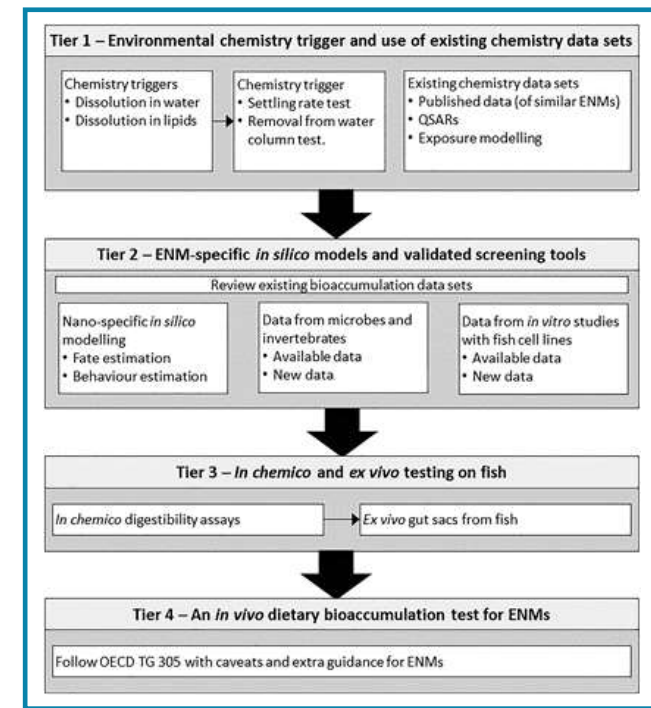 Tier 1 – Environmental chemistry trigger and use of existing chemistry data sets
Chemistry triggers
• Dissolution in water
• Dissolution in lipids
Chemistry trigger
• Settling rate test
• Removal from water
column test.
Existing chemistry data sets
• Published data (of similar ENMs)
• QSARs
• Exposure modelling
Tier 2 – ENM-specific in silico models and validated screening tools
Review existing bioaccumulation data sets
Nano-specific in silico
modelling
• Fate estimation
• Behaviour estimation
Data from microbes and
invertebrates
• Available data
• New data
Data from in vitro studies
with fish cell lines
• Available data
• New data
Tier 3 – In chemico and ex vivo testing on fish
In chemico digestibility assays
Ex vivo gut sacs from fish
Tier 4 – An in vivo dietary bioaccumulation test for ENMs
Follow OECD TG 305 with caveats and extra guidance for ENMs